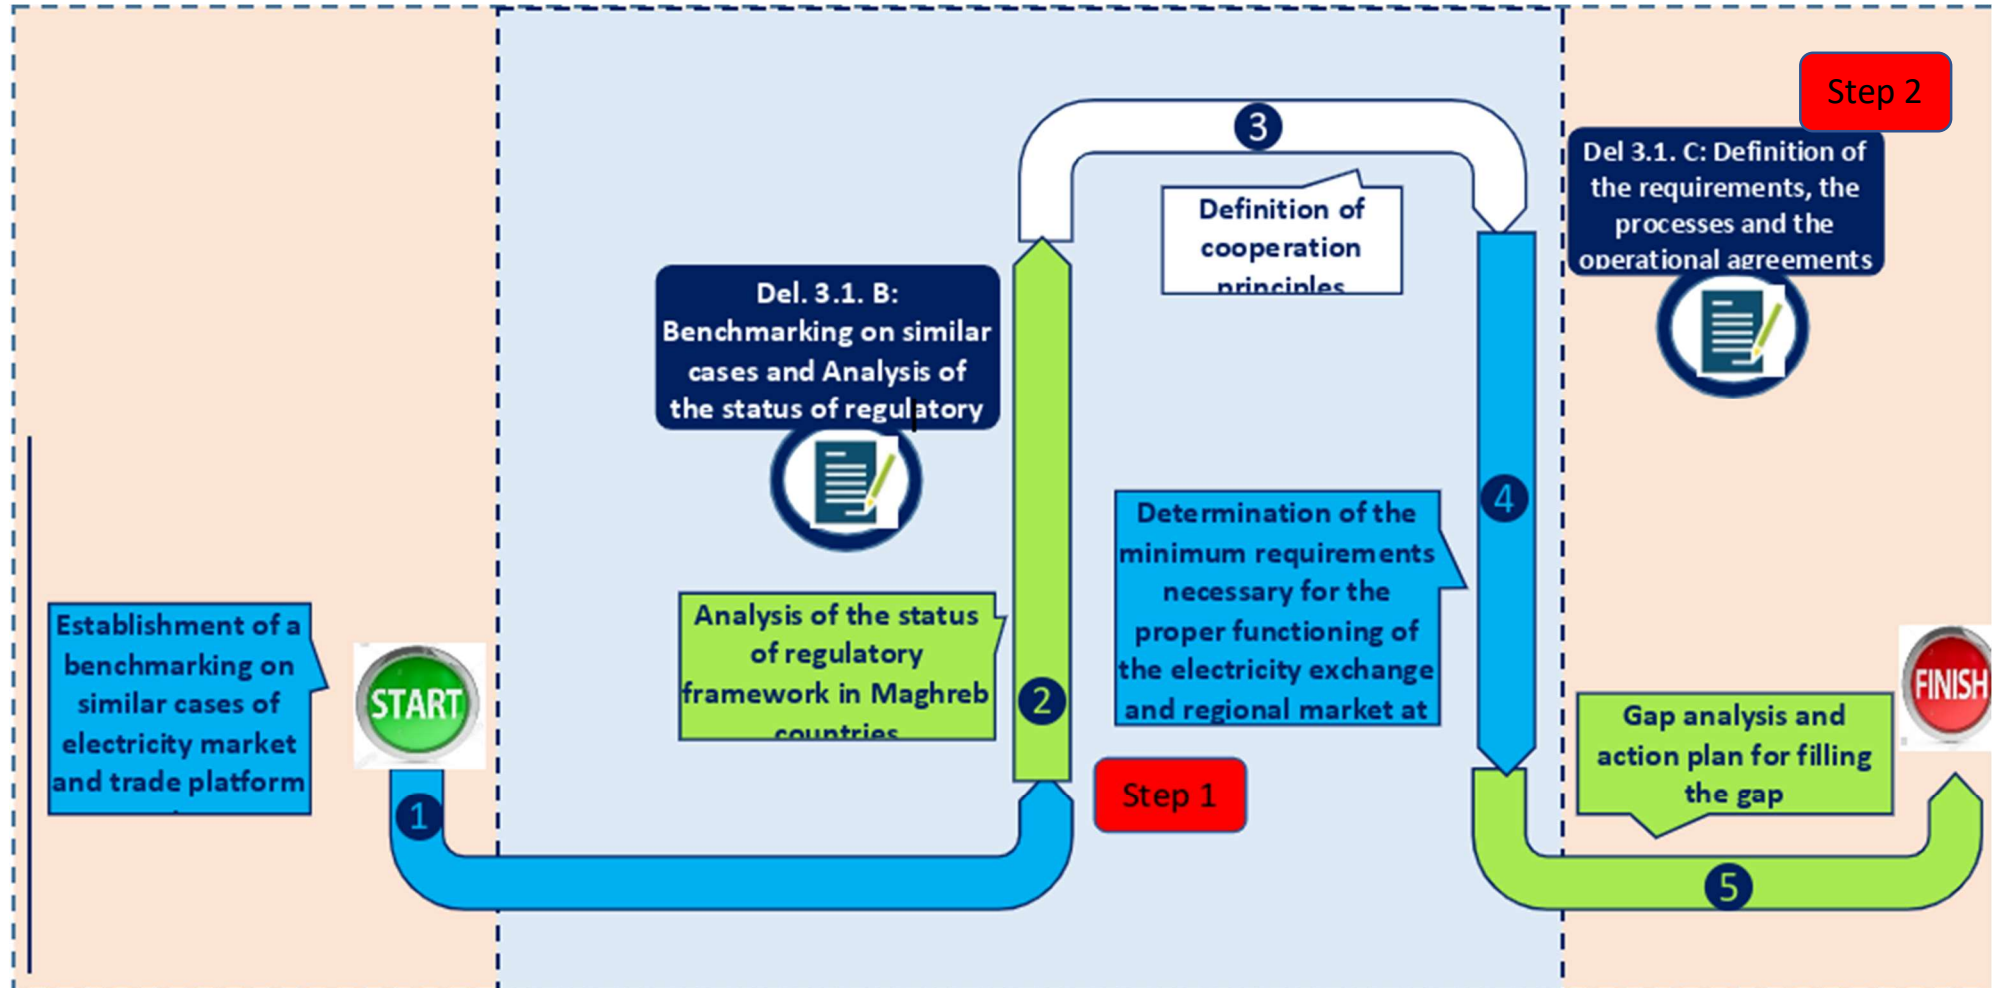 Establishment of a
benchmarking on
similar cases of
electricity market
and trade platform
START
1
Del. 3.1. B:
Benchmarking on similar
cases and Analysis of
the status of regulatory
Analysis of the status
of regulatory
framework in Maghreb
countries
2
Step 1
3
Definition of
cooperation
principles
Determination of the
minimum requirements
necessary for the
proper functioning of
the electricity exchange
and regional market at
4
Step 2
Del 3.1. C: Definition of
the requirements, the
processes and the
operational agreements
Gap analysis and
action plan for filling
the gap
5
FINISH